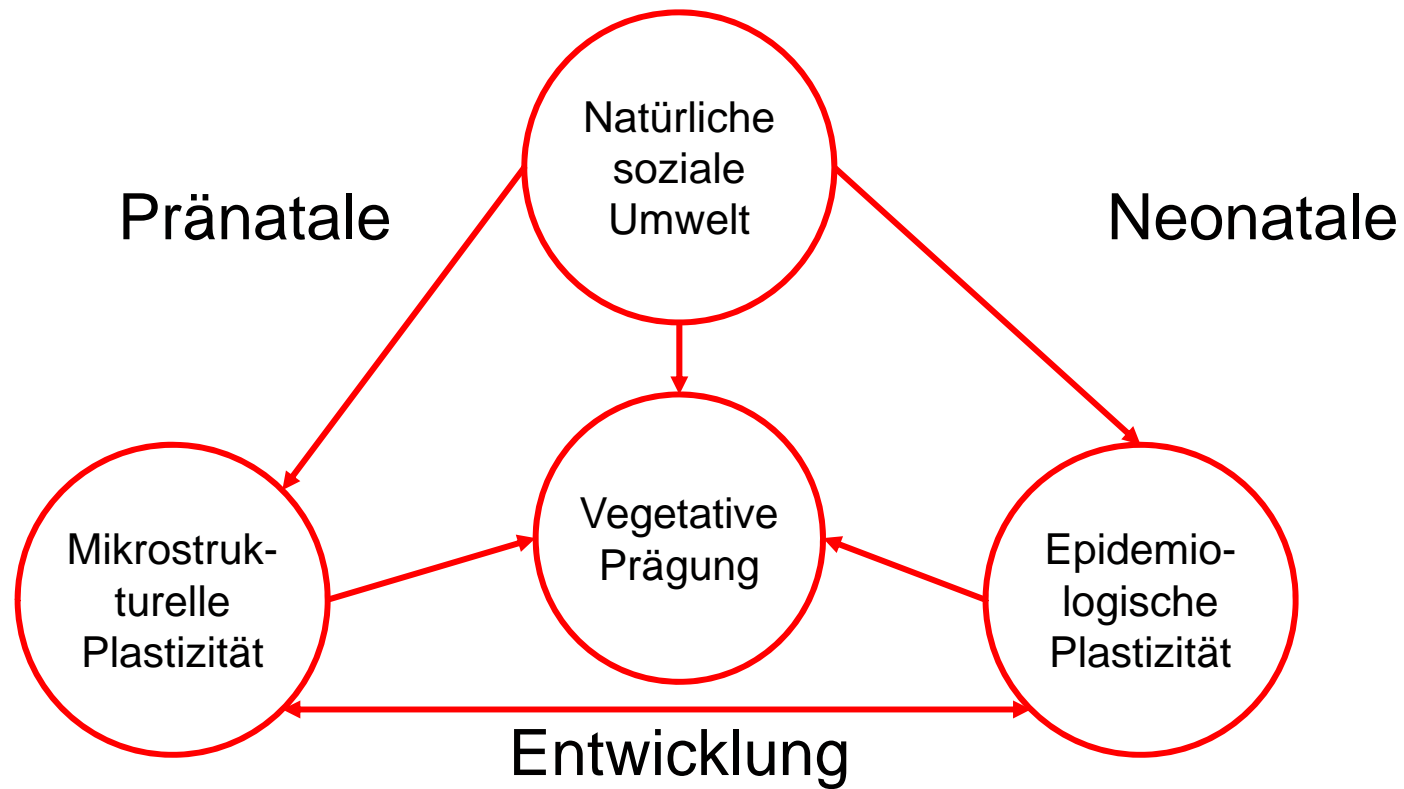 Natürliche
soziale
Umwelt
Pränatale
Neonatale
Vegetative
Prägung
Mikrostruk-
turelle
Plastizität
Epidemio-
logische
Plastizität
Entwicklung